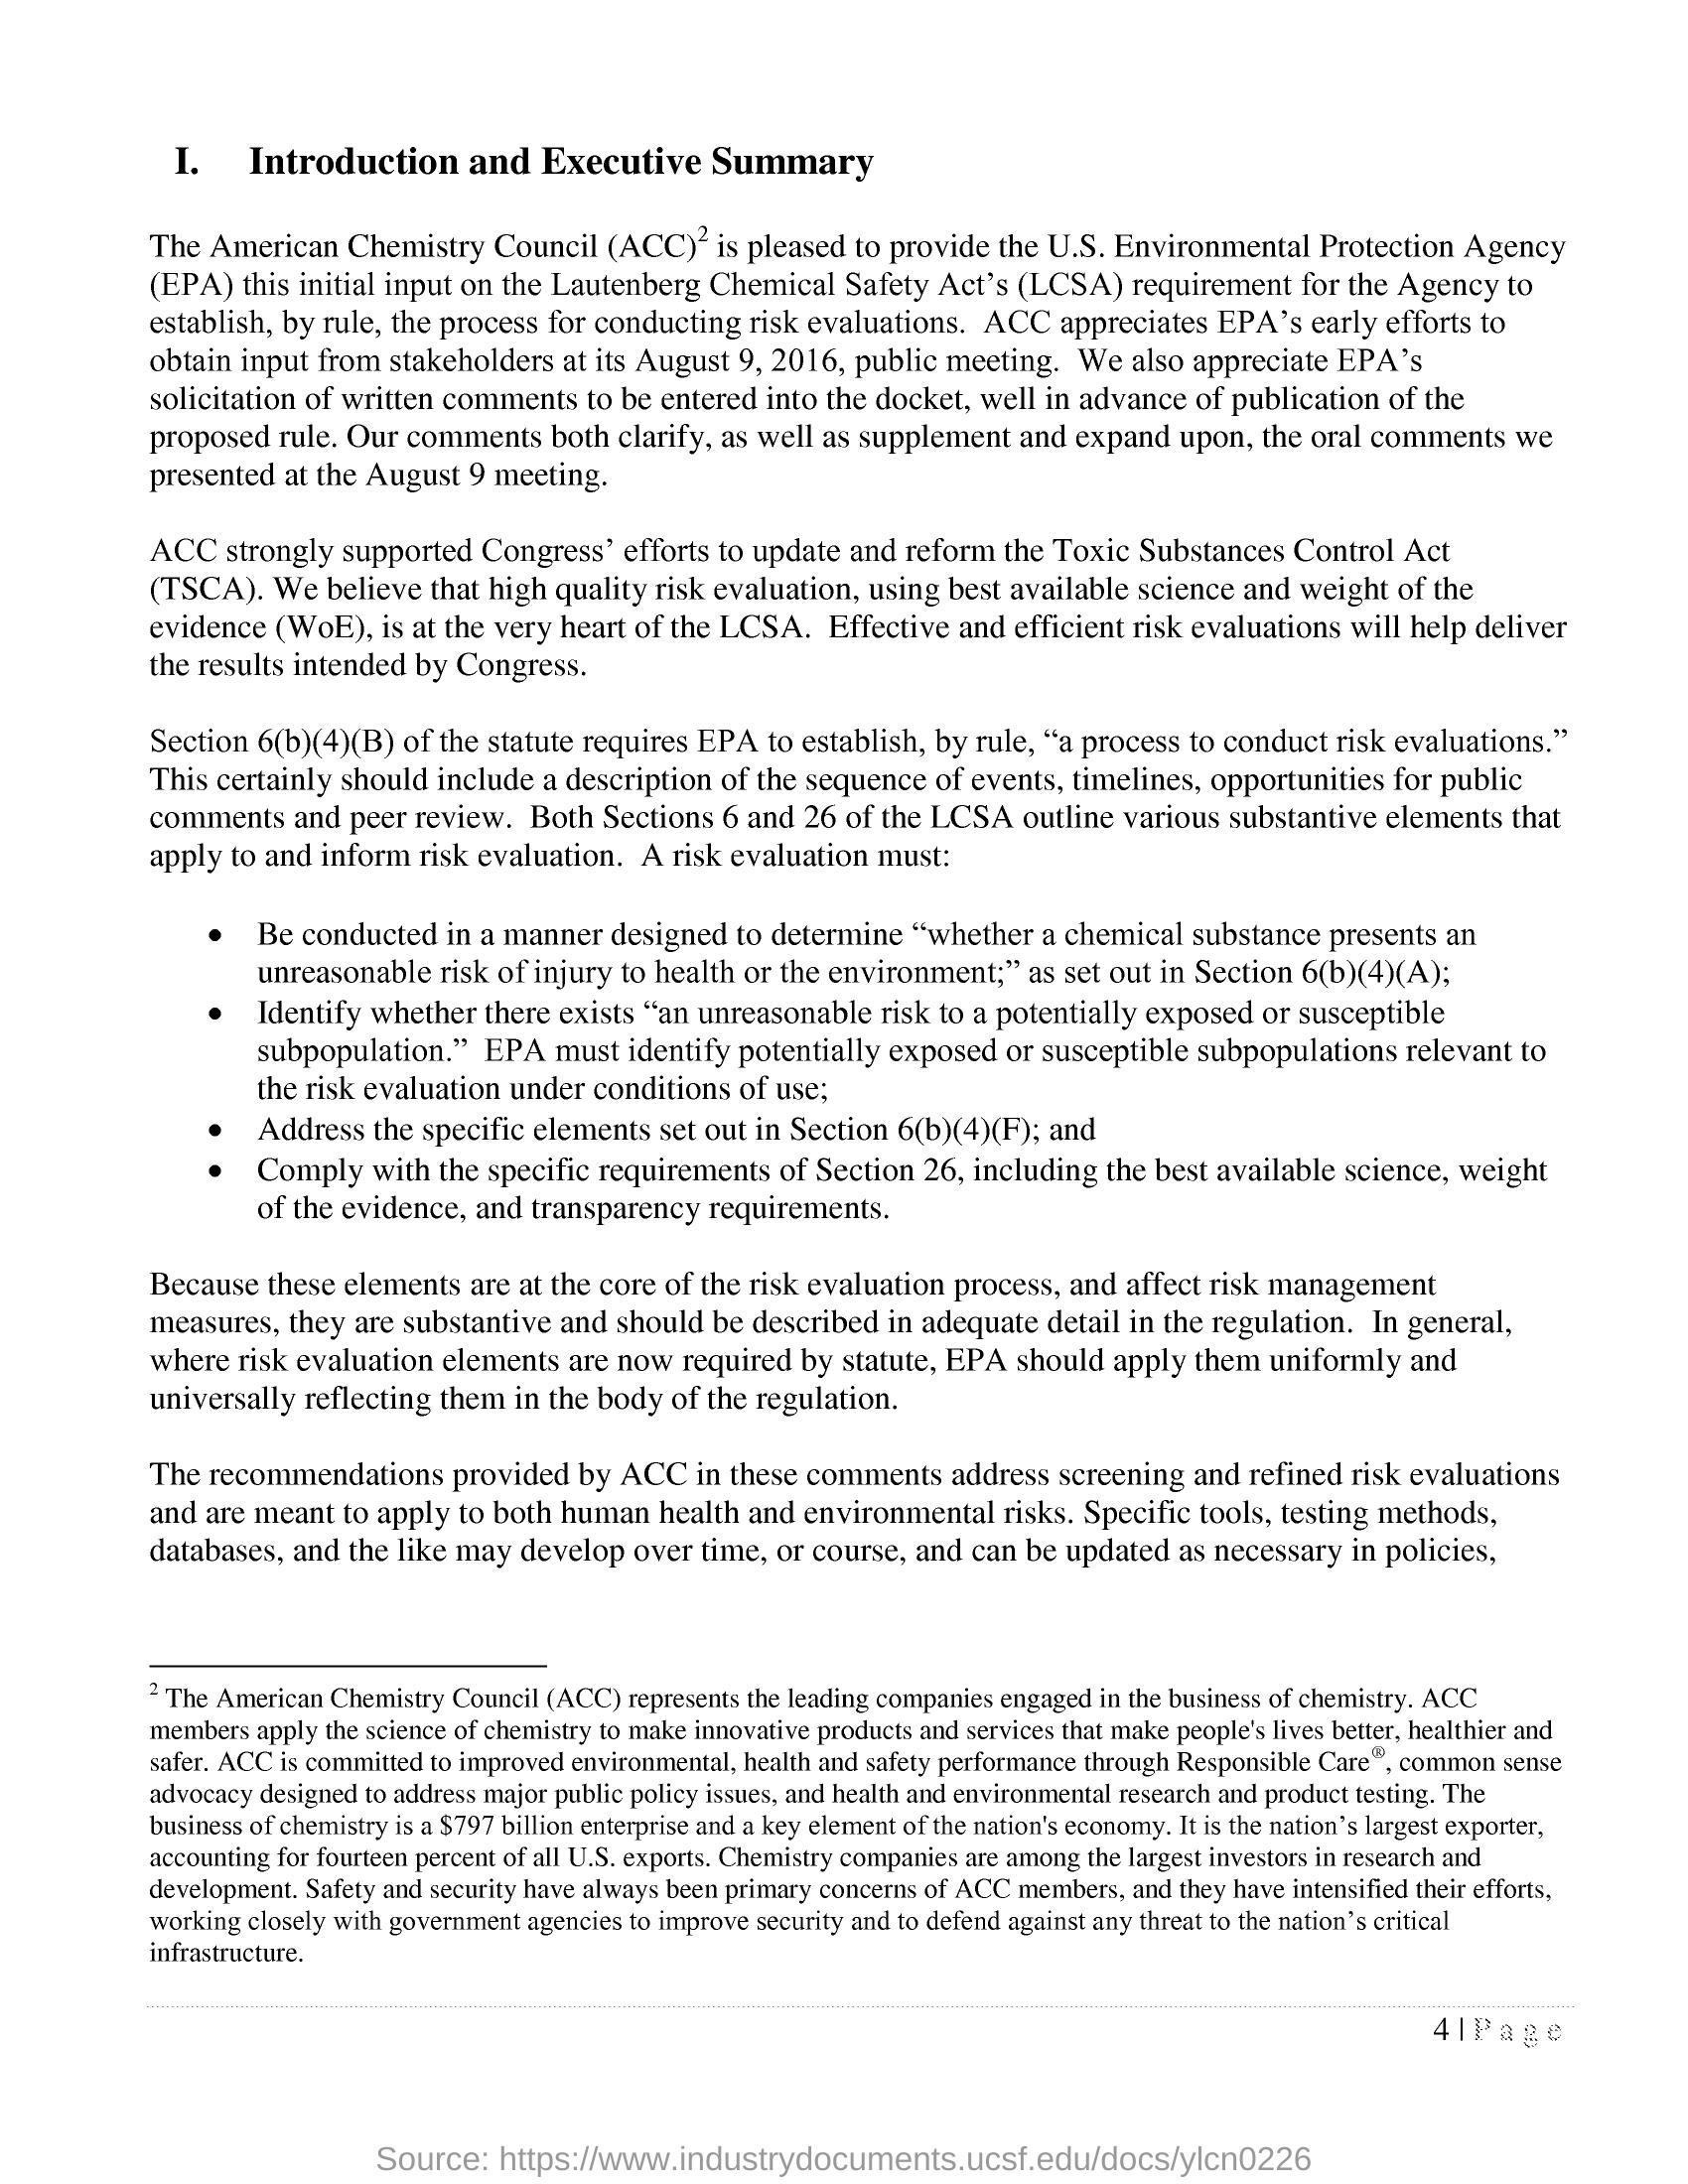 I. Introduction and Executive Summary
The American Chemistry Council (ACC)2 is pleased to provide the U.S. Environmental Protection Agency
(EPA) this initial input on the Lautenberg Chemical Safety Act’s (LCSA) requirement for the Agency to
establish, by rule, the process for conducting risk evaluations.  ACC appreciates EPA’s early efforts to
obtain input from stakeholders at its August 9, 2016, public meeting.  We also appreciate EPA’s
solicitation of written comments to be entered into the docket, well in advance of publication of the
proposed rule. Our comments both clarify, as well as supplement and expand upon, the oral comments we
presented at the August 9 meeting.
ACC strongly supported Congress’ efforts to update and reform the Toxic Substances Control Act
(TSCA). We believe that high quality risk evaluation, using best available science and weight of the
evidence (WoE), is at the very heart of the LCSA.  Effective and efficient risk evaluations will help deliver
the results intended by Congress.
Section 6(b)(4)(B) of the statute requires EPA to establish, by rule, “a process to conduct risk evaluations.”
This certainly should include a description of the sequence of events, timelines, opportunities for public
comments and peer review.  Both Sections 6 and 26 of the LCSA outline various substantive elements that
apply to and inform risk evaluation.  A risk evaluation must:
• Be conducted in a manner designed to determine “whether a chemical substance presents an
unreasonable risk of injury to health or the environment;” as set out in Section 6(b)(4)(A);
• Identify whether there exists “an unreasonable risk to a potentially exposed or susceptible
subpopulation.”  EPA must identify potentially exposed or susceptible subpopulations relevant to
the risk evaluation under conditions of use;
• Address the specific elements set out in Section 6(b)(4)(F); and
• Comply with the specific requirements of Section 26, including the best available science, weight
of the evidence, and transparency requirements.
Because these elements are at the core of the risk evaluation process, and affect risk management
measures, they are substantive and should be described in adequate detail in the regulation.  In general,
where risk evaluation elements are now required by statute, EPA should apply them uniformly and
universally reflecting them in the body of the regulation.
The recommendations provided by ACC in these comments address screening and refined risk evaluations
and are meant to apply to both human health and environmental risks. Specific tools, testing methods,
databases, and the like may develop over time, or course, and can be updated as necessary in policies,
2 The American Chemistry Council (ACC) represents the leading companies engaged in the business of chemistry. ACC
members apply the science of chemistry to make innovative products and services that make people's lives better, healthier and
safer. ACC is committed to improved environmental, health and safety performance through Responsible Care®, common sense
advocacy designed to address major public policy issues, and health and environmental research and product testing. The
business of chemistry is a $797 billion enterprise and a key element of the nation's economy. It is the nation’s largest exporter,
accounting for fourteen percent of all U.S. exports. Chemistry companies are among the largest investors in research and
development. Safety and security have always been primary concerns of ACC members, and they have intensified their efforts,
working closely with government agencies to improve security and to defend against any threat to the nation’s critical
infrastructure.
4 | Page
Source: https://www.industrydocuments.ucsf.edu/docs/ylcn0226